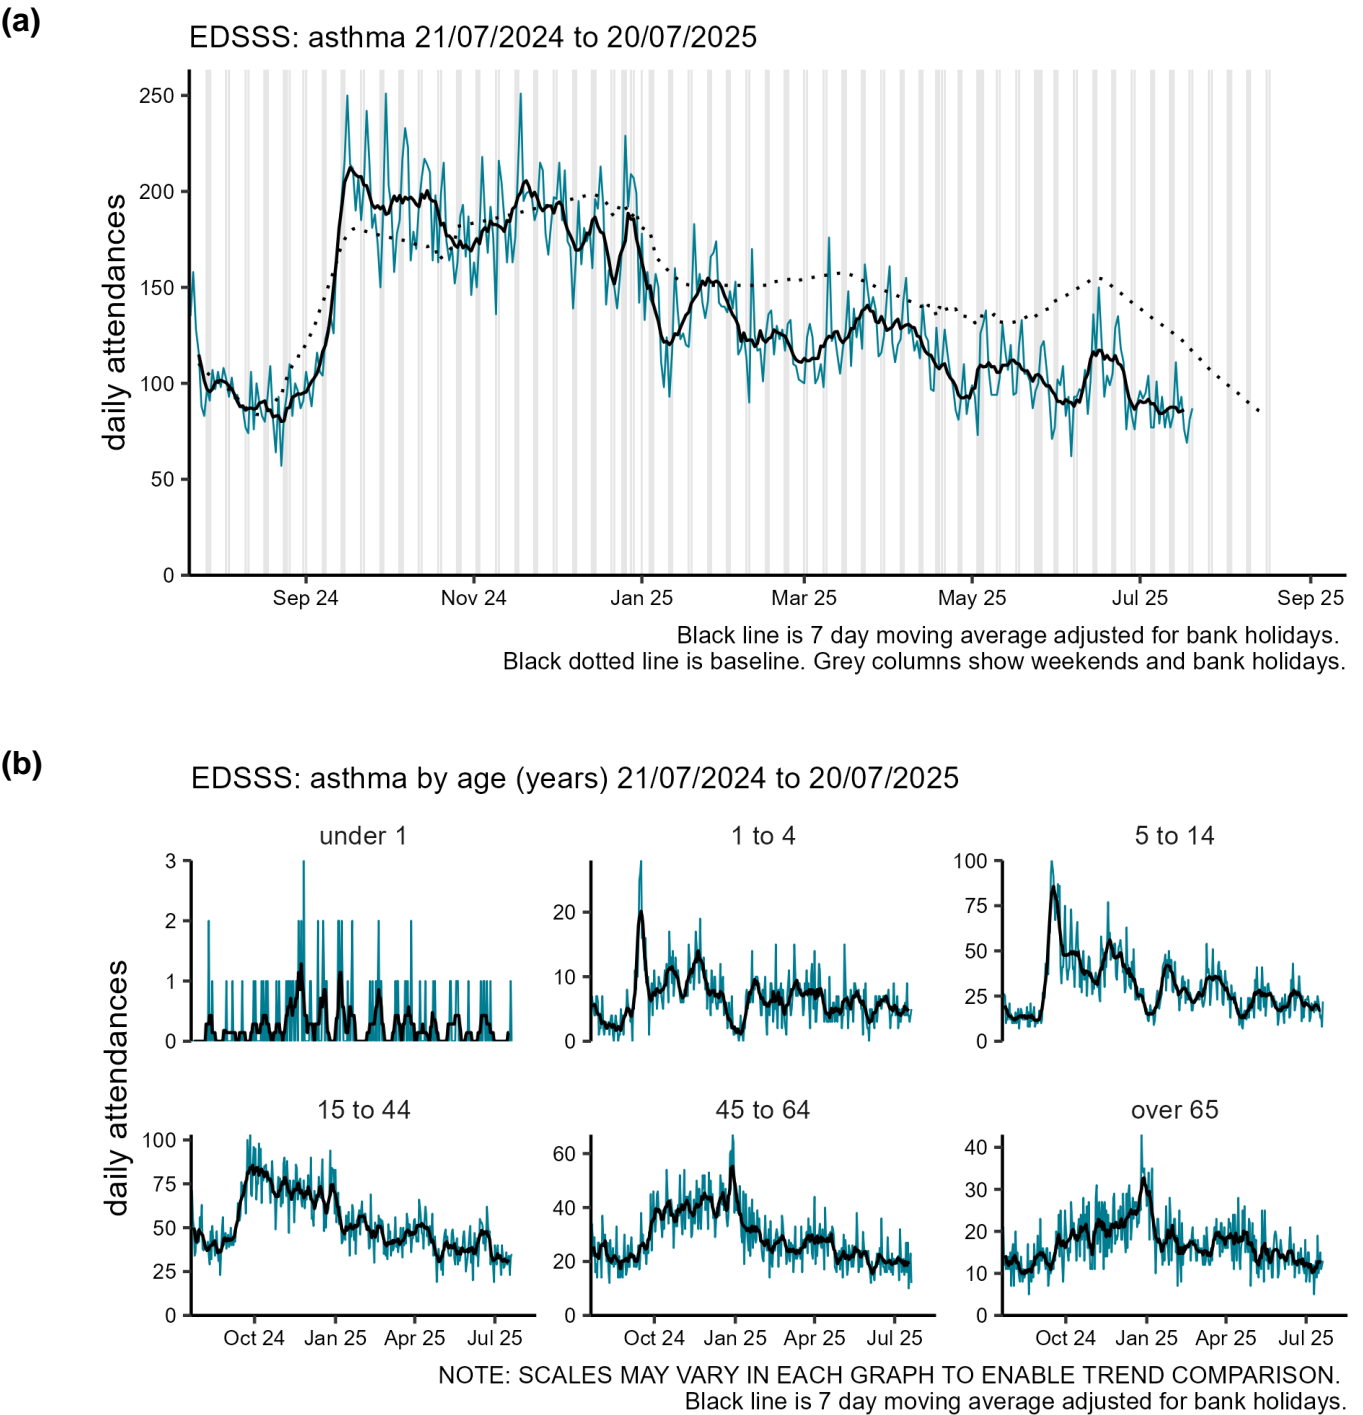 (a)
EDSSS: asthma 21/07/2024 to 20/07/2025
daily attendances
250
200
150
100
50
0
Sep 24
Nov 24
Jan 25
Mar 25
May 25
Jul 25
Sep 25
Black line is 7 day moving average adjusted for bank holidays.
Black dotted line is baseline. Grey columns show weekends and bank holidays.
(b)
EDSSS: asthma by age (years) 21/07/2024 to 20/07/2025
daily attendances
under 1
3
2
1
0
1 to 4
20
10
0
5 to 14
100
75
50
25
0
15 to 44
100
75
50
25
0
Oct 24
Jan 25
Apr 25
Jul 25
45 to 64
60
40
20
0
Oct 24
Jan 25
Apr 25
Jul 25
over 65
40
30
20
10
0
Oct 24
Jan 25
Apr 25
Jul 25
NOTE: SCALES MAY VARY IN EACH GRAPH TO ENABLE TREND COMPARISON.
Black line is 7 day moving average adjusted for bank holidays.